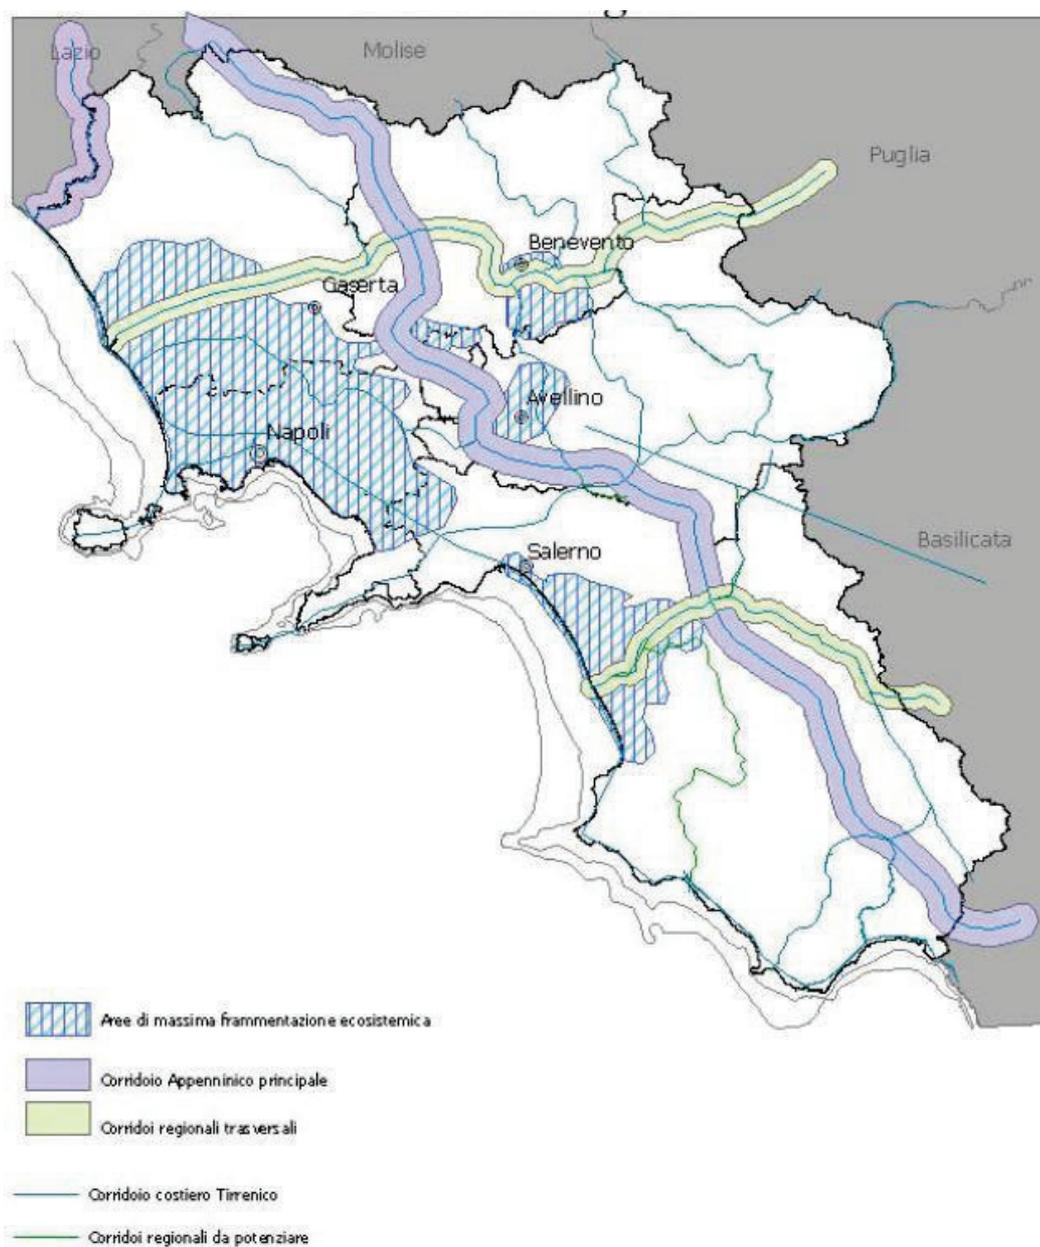 Lazio
Molise
Puglia
Benevento
Caserta
Avellino
Napoli
Basilicata
Salerno
Aree di massima frammentazione ecosistemica
Corridoio Appenninico principale
Corridoi regionali trasversali
Corridoio costiero Tirrenico
Corridoi regionali da potenziare